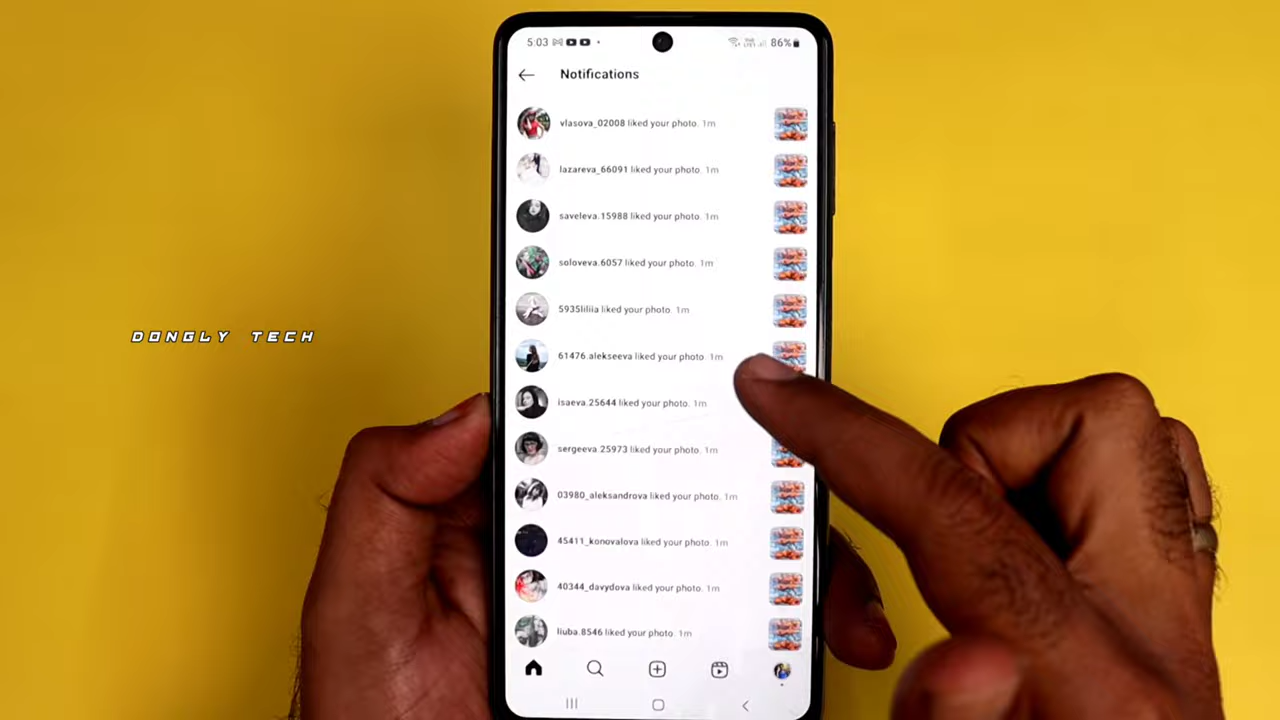 5:03 86%
Notifications
vlasova_02008 liked your photo. 1m
lazareva_66091 liked your photo. 1m
saveleva.15988 liked your photo. 1m
soloveva.6057 liked your photo. 1m
5935liliia liked your photo. 1m
DONGLY TECH
61476.alekseeva liked your photo. 1m
isaeva.25644 liked your photo. 1m
sergeeva.25973 liked your photo. 1m
03980_aleksandrova liked your photo. 1m
45411_konovalova liked your photo. 1m
40344_davydova liked your photo. 1m
liuba.8546 liked your photo. 1m